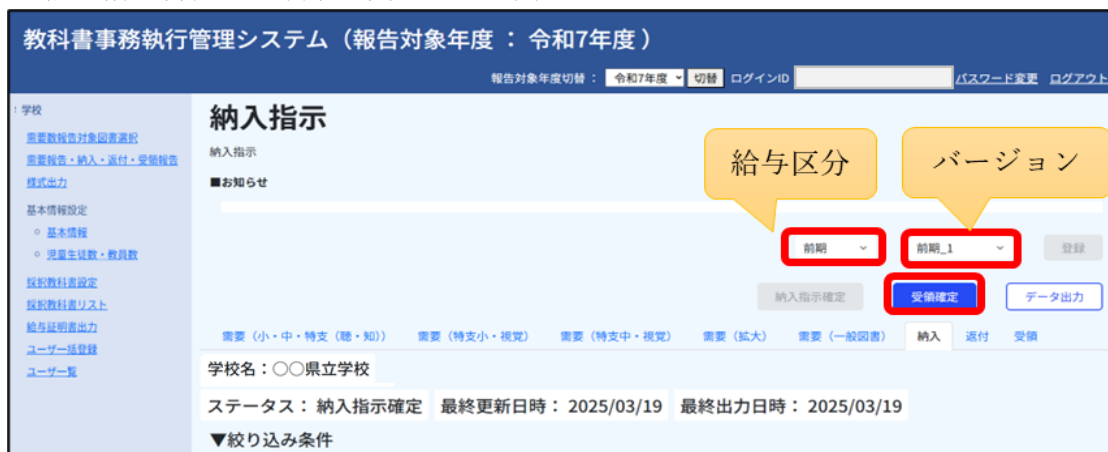 教科書事務執行管理システム（報告対象年度 ： 令和7年度 ）
報告対象年度切替 ： 令和7年度 切替 ログインID パスワード変更 ログアウト
: 学校
需要数報告対象図書選択
需要報告・納入・返付・受領報告
様式出力
基本情報設定
○ 基本情報
○ 児童生徒数・教員数
採択教科書設定
採択教科書リスト
給与証明書出力
ユーザー括登録
ユーザ一覧
納入指示
納入指示
■お知らせ
給与区分
バージョン
前期 前期_1 登録
納入指示確定 受領確定 データ出力
需要（小・中・特支（聴・知）） 需要（特支小・視覚） 需要（特支中・視覚） 需要（拡大） 需要（一般図書） 納入 返付 受領
学校名：○○県立学校
ステータス： 納入指示確定 最終更新日時： 2025/03/19 最終出力日時： 2025/03/19
▼絞り込み条件